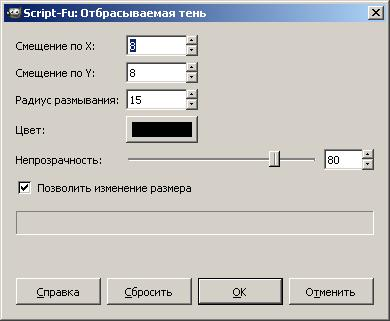 Script-Fu: Отбрасываемая тень
Смещение по X: 8
Смещение по Y: 8
Радиус размывания: 15
Цвет:
Непрозрачность: 80
Позволить изменение размера
Справка Сбросить OK Отменить